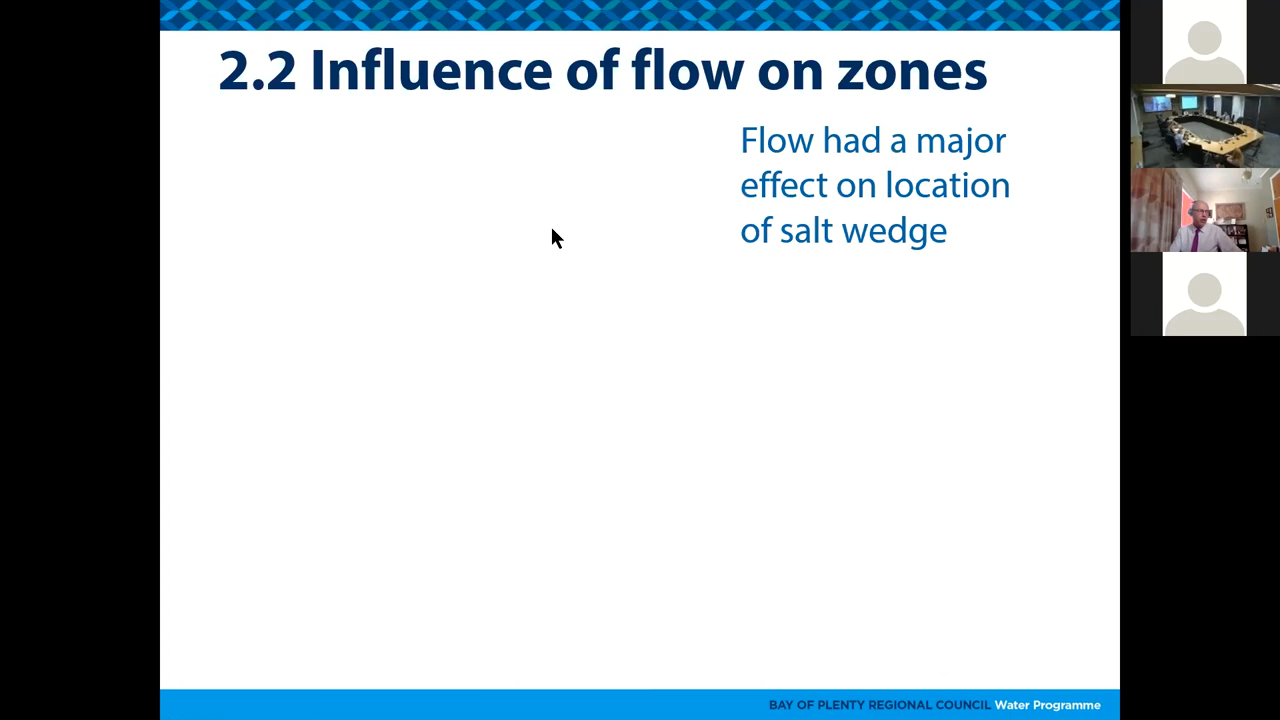 2.2 Influence of flow on zones
Flow had a major
effect on location
of salt wedge
BAY OF PLENTY REGIONAL COUNCIL Water Programme